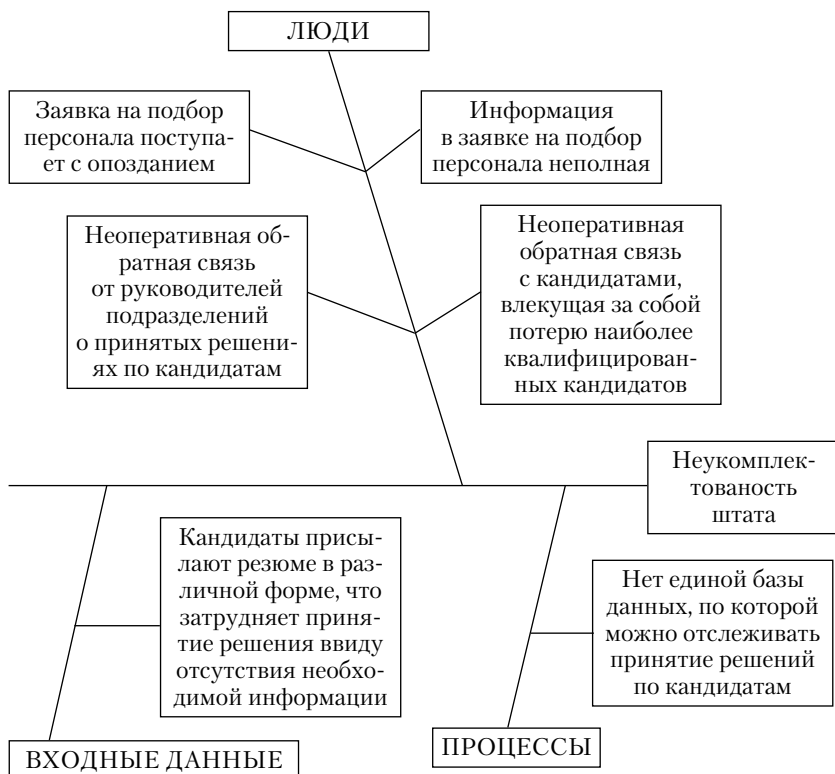 ЛЮДИ
Заявка на подбор
персонала поступа-
ет с опозданием
Информация
в заявке на подбор
персонала неполная
Неоперативная об-
ратная связь
от руководителей
подразделений
о принятых решени-
ях по кандидатам
Неоперативная
обратная связь
с кандидатами,
влекущая за собой
потерю наиболее
квалифицирован-
ных кандидатов
Неукомплек-
тованость
штата
Кандидаты присы-
лают резюме в раз-
личной форме, что
затрудняет приня-
тие решения ввиду
отсутствия необхо-
димой информации
Нет единой базы
данных, по которой
можно отслеживать
принятие решений
по кандидатам
ВХОДНЫЕ ДАННЫЕ
ПРОЦЕССЫ